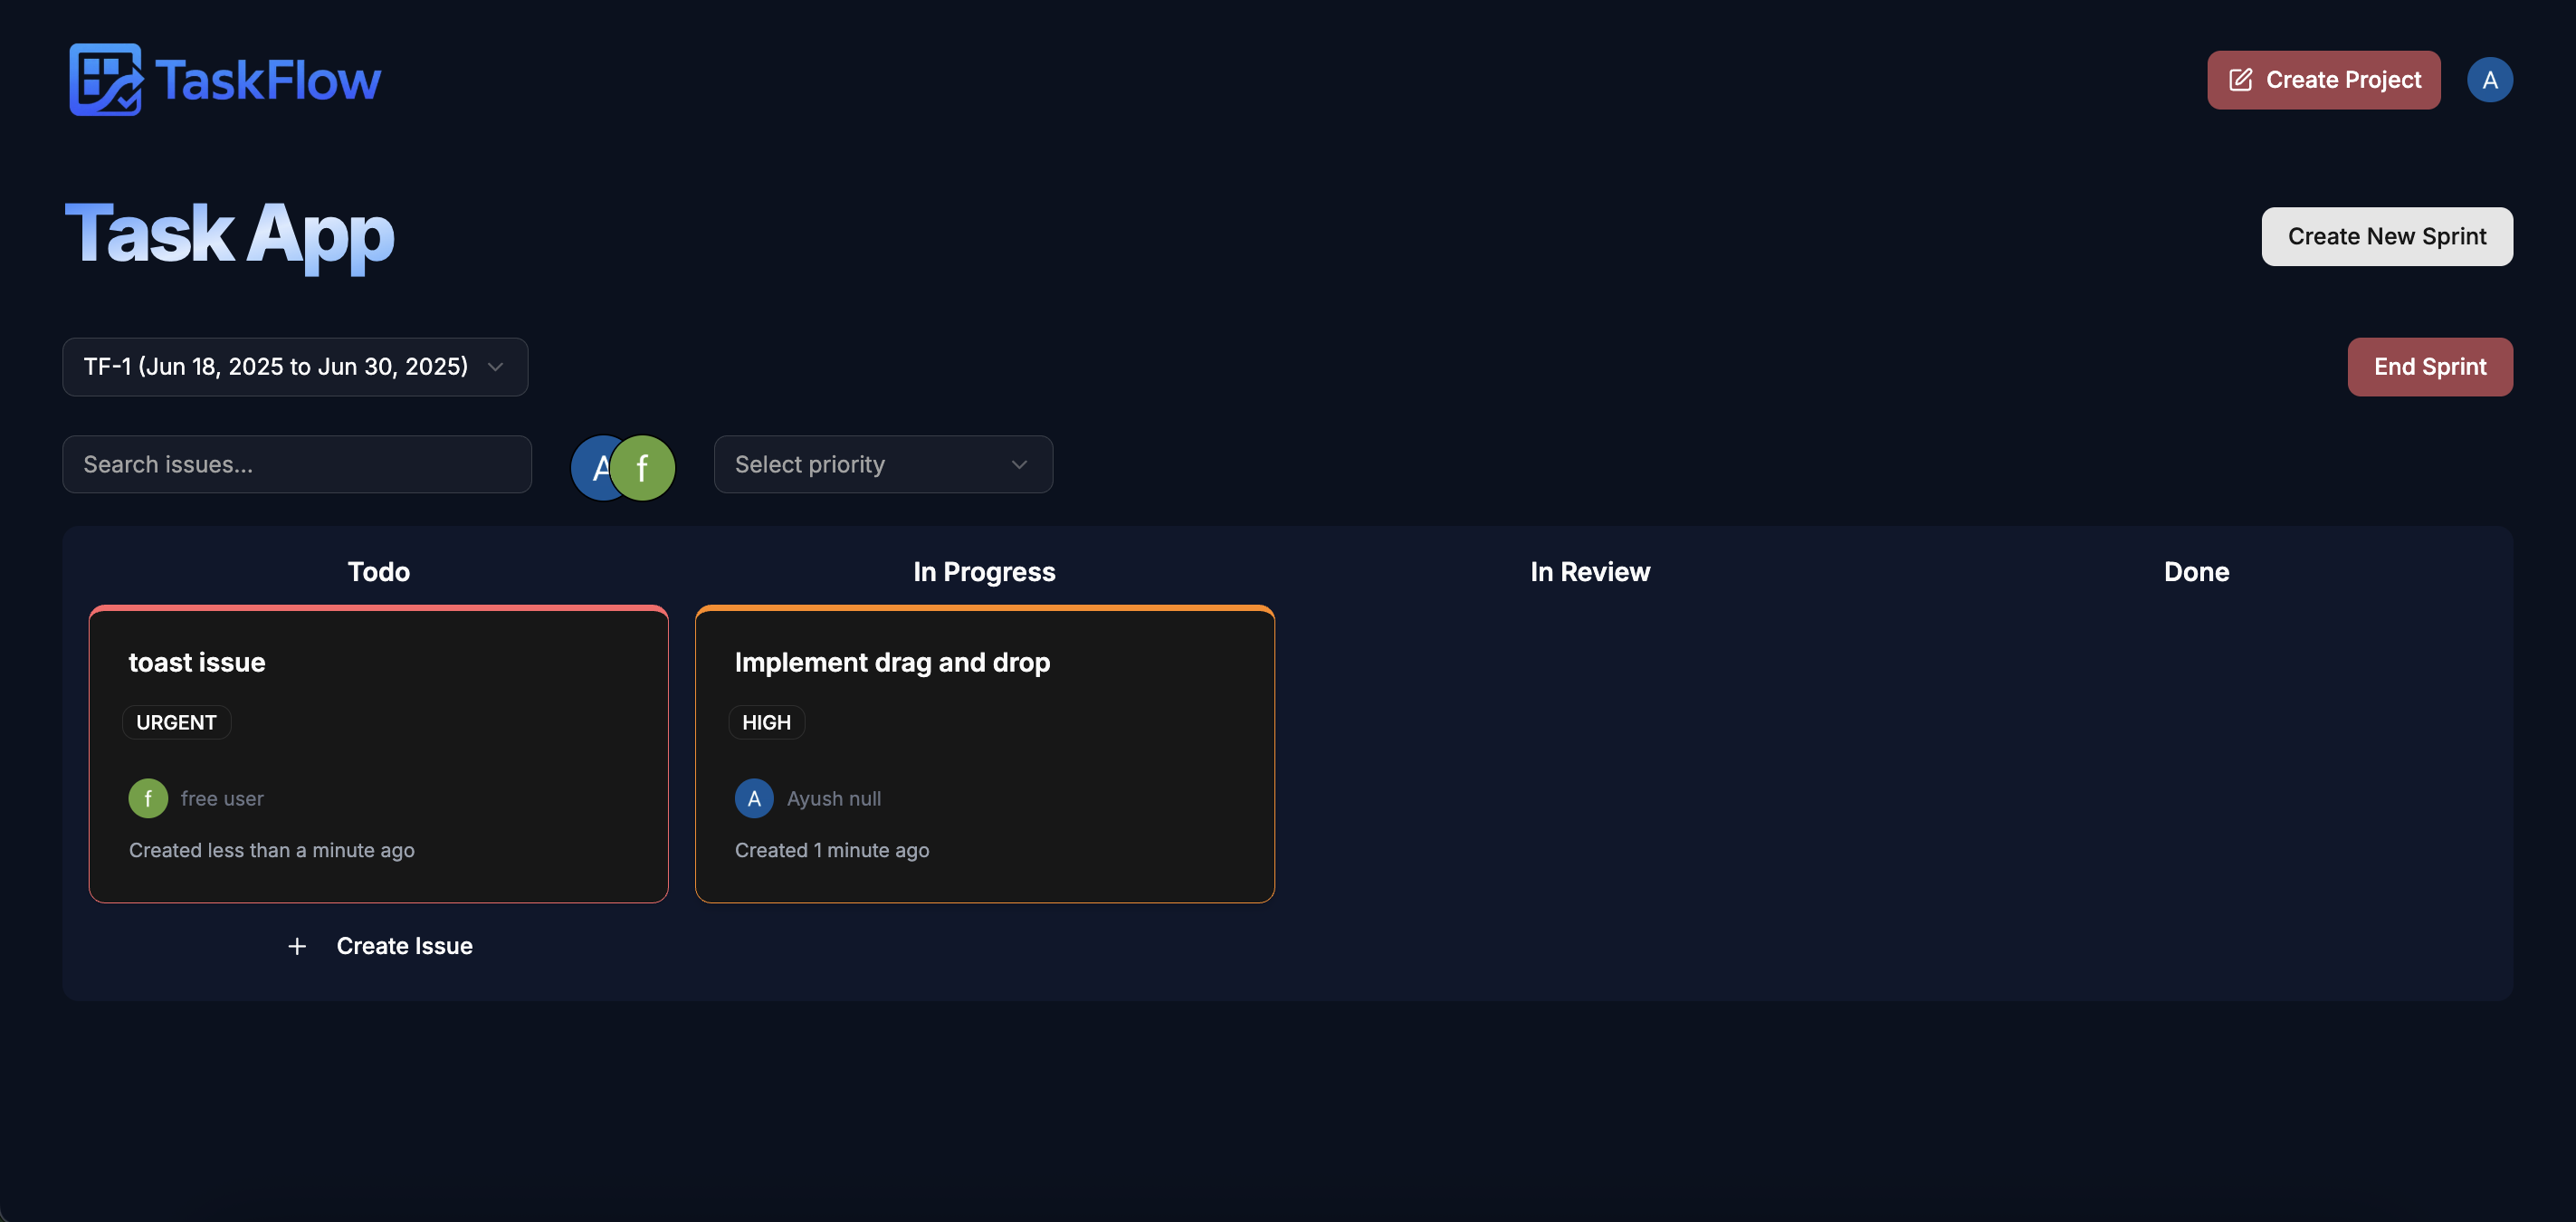 TaskFlow
Create Project
A
Task App
Create New Sprint
TF-1 (Jun 18, 2025 to Jun 30, 2025)
End Sprint
Search issues...
A
f
Select priority
Todo
In Progress
In Review
Done
toast issue
URGENT
f
free user
Created less than a minute ago
Implement drag and drop
HIGH
A
Ayush null
Created 1 minute ago
+ Create Issue